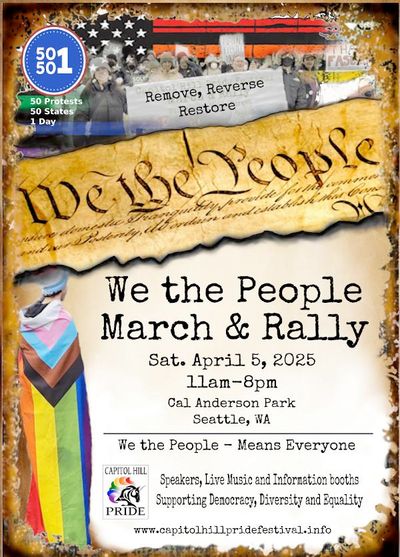 50
50 1
50 Protests
50 States
1 Day
Remove, Reverse
Restore
We the People
We the People
March & Rally
Sat. April 5, 2025
11am-8pm
Cal Anderson Park
Seattle, WA
We the People - Means Everyone
CAPITOL HILL
PRIDE
Speakers, Live Music and Information booths
Supporting Democracy, Diversity and Equality
www.capitolhillpridefestival.info